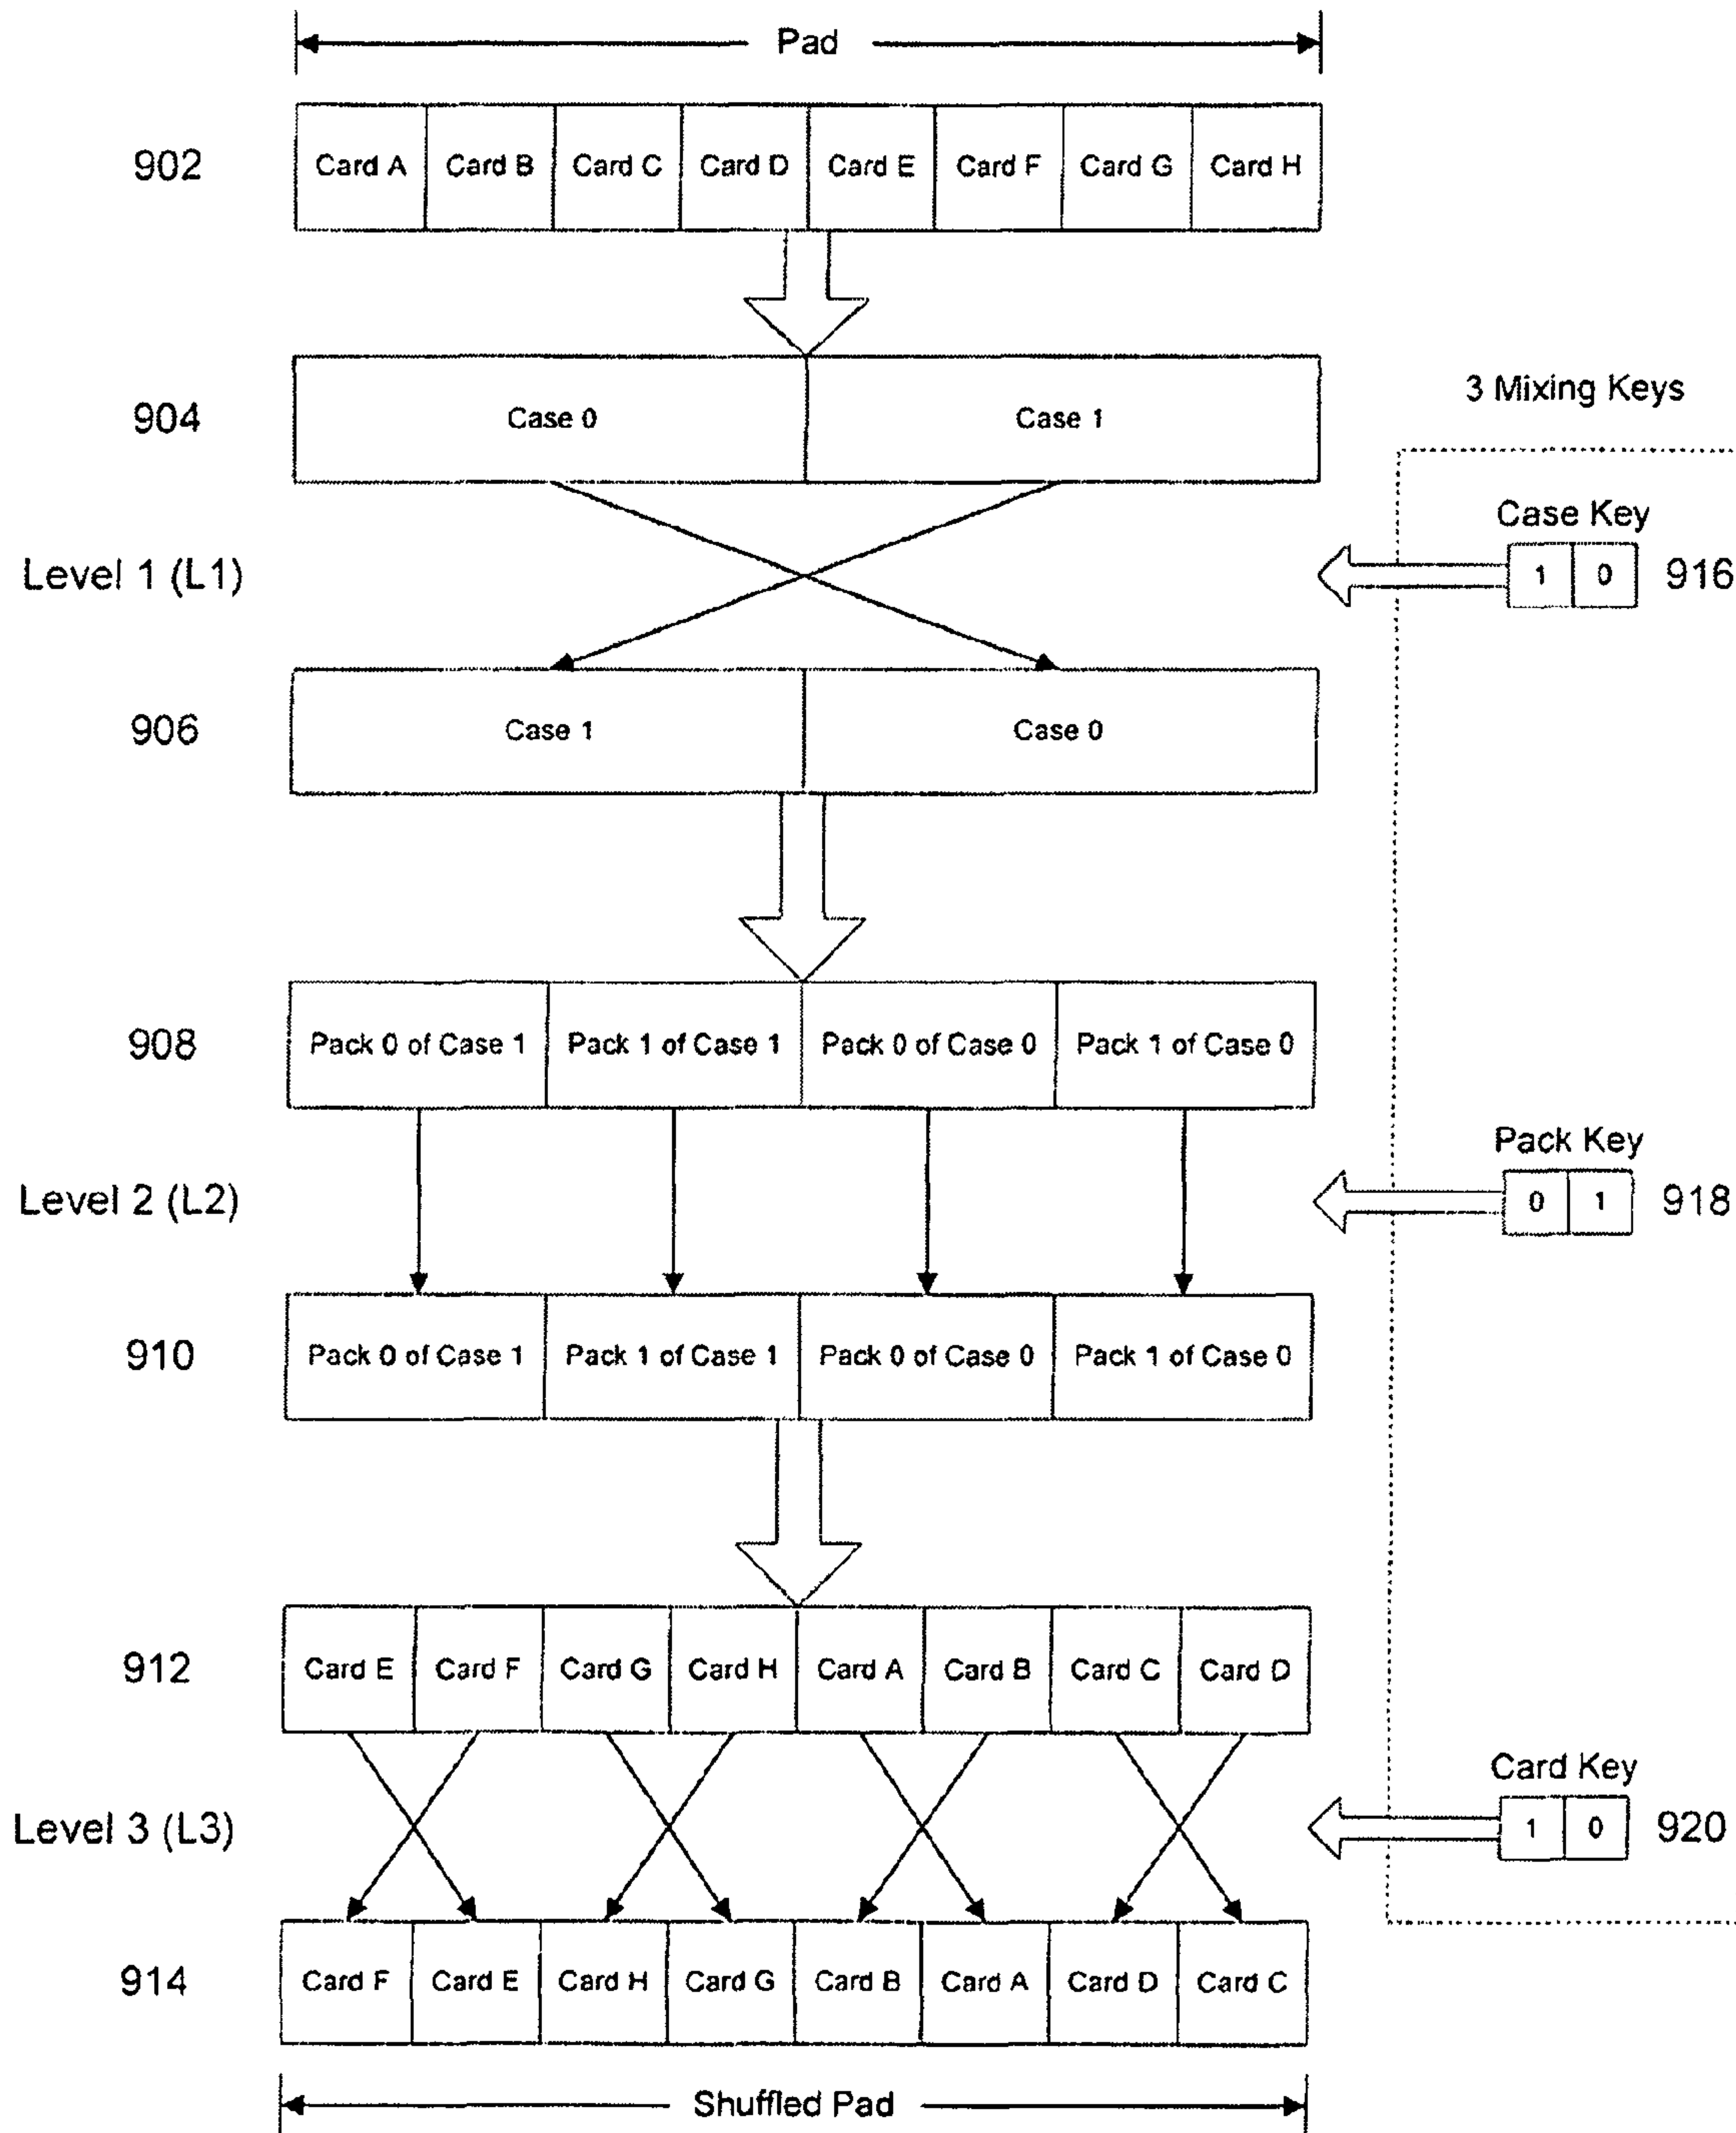 Pad
902
Card A Card B Card C Card D Card E Card F Card G Card H
904
Case 0 Case 1
3 Mixing Keys
Level 1 (L1)
Case Key
1 0 916
906
Case 1 Case 0
908
Pack 0 of Case 1 Pack 1 of Case 1 Pack 0 of Case 0 Pack 1 of Case 0
Level 2 (L2)
Pack Key
0 1 918
910
Pack 0 of Case 1 Pack 1 of Case 1 Pack 0 of Case 0 Pack 1 of Case 0
912
Card E Card F Card G Card H Card A Card B Card C Card D
Level 3 (L3)
Card Key
1 0 920
914
Card F Card E Card H Card G Card B Card A Card D Card C
Shuffled Pad